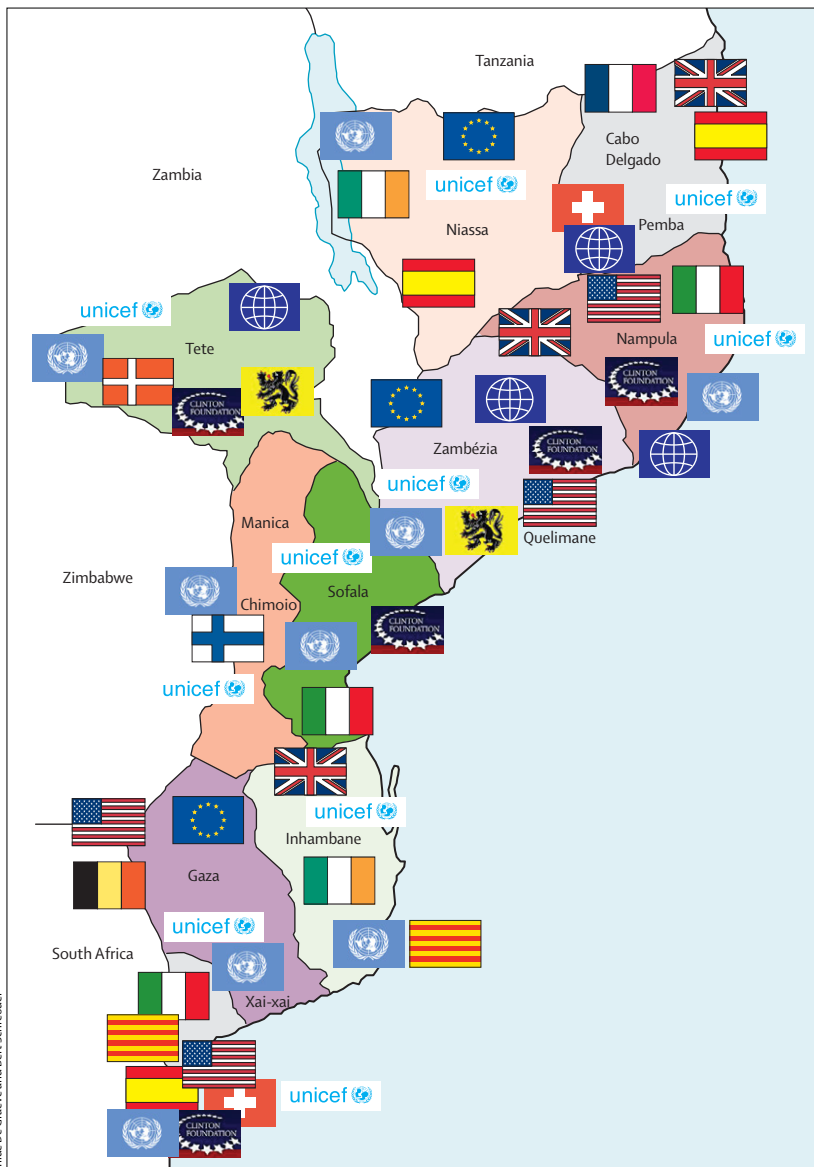 Tanzania
Cabo
Delgado
Zambia
unicef
unicef
Pemba
Niassa
unicef
Nampula
unicef
Tete
CLINTON
FOUNDATION
CLINTON
FOUNDATION
Zambézia
CLINTON
FOUNDATION
unicef
Manica
Quelimane
unicef
Zimbabwe
Chimoio
Sofala
CLINTON
FOUNDATION
unicef
unicef
Inhambane
Gaza
unicef
South Africa
Xai-xai
unicef
CLINTON
FOUNDATION